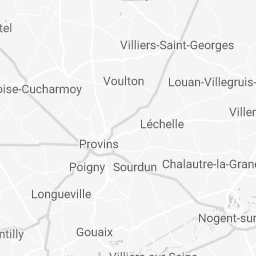 tel
Villiers-Saint-Georges
Voulton
Louan-Villegruis-
oise-Cucharmoy
Viller
Léchelle
Provins
Poigny
Sourdun
Chalautre-la-Grande
Longueville
Nogent-sur
Gouaix
ntilly
Villiers-sur-Seine